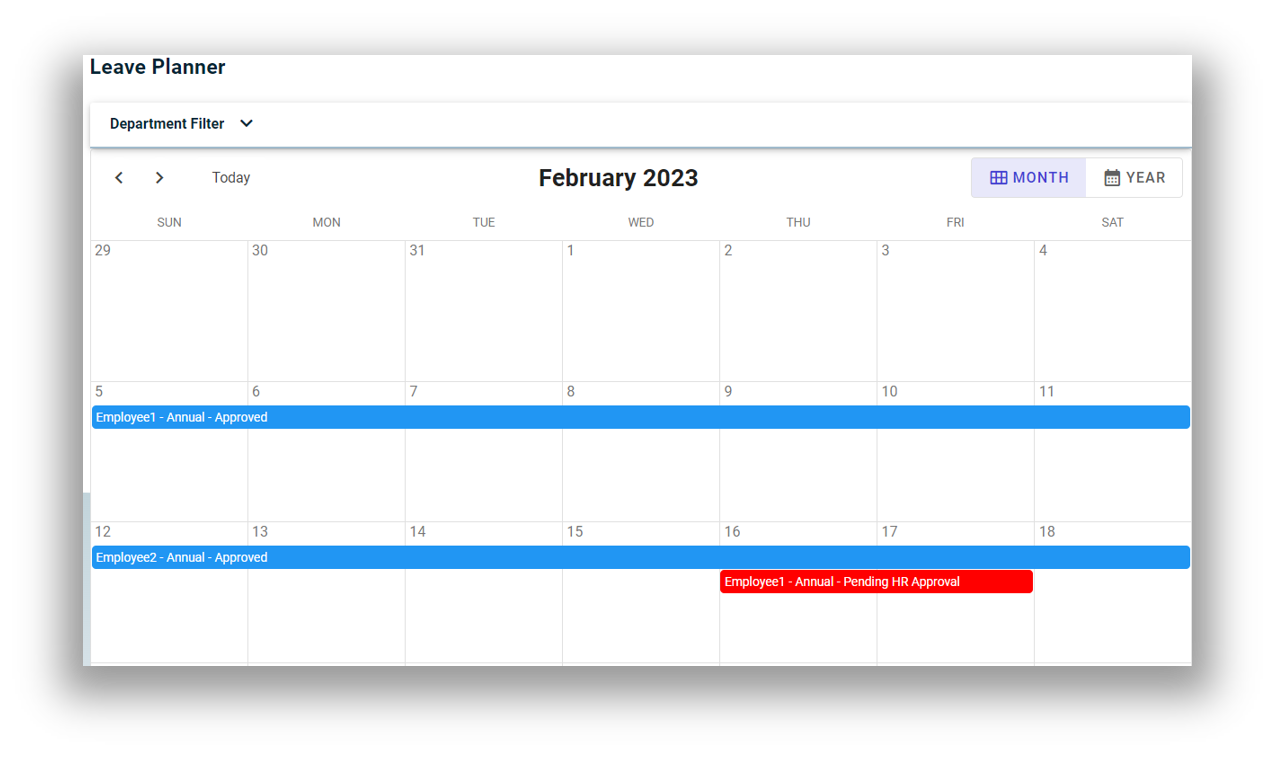 Leave Planner
Department Filter
Today
February 2023
MONTH
YEAR
SUN MON TUE WED THU FRI SAT
29 30 31 1 2 3 4
5 6 7 8 9 10 11
Employee1 - Annual - Approved
12 13 14 15 16 17 18
Employee2 - Annual - Approved
Employee1 - Annual - Pending HR Approval